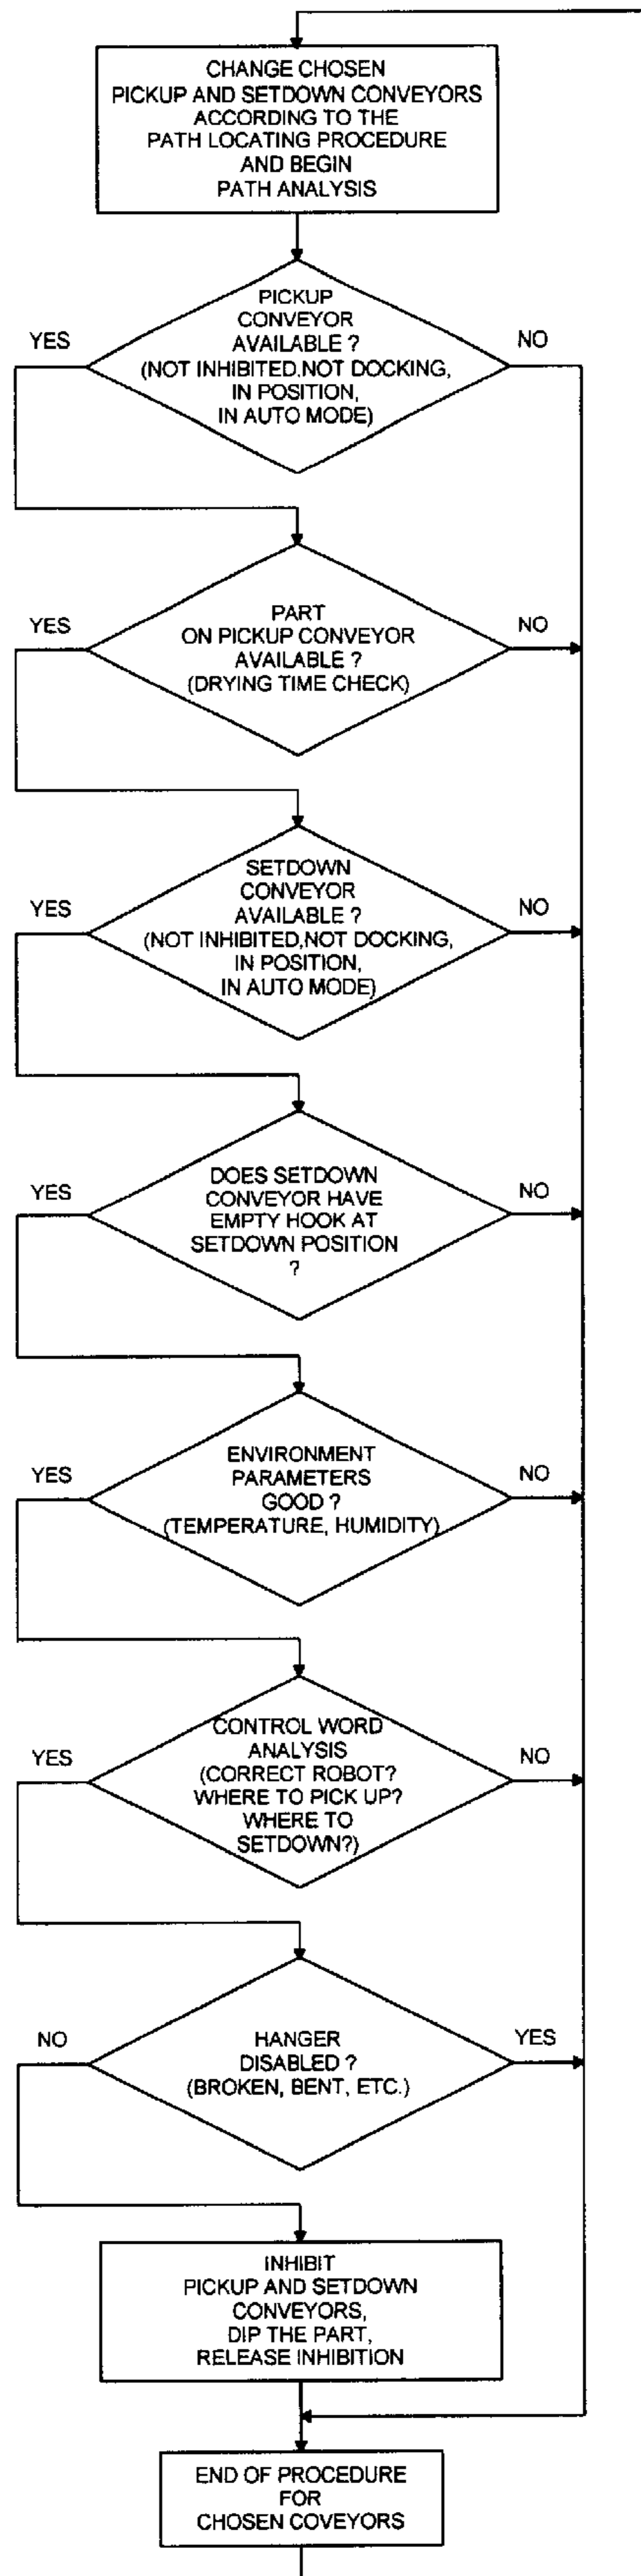 CHANGE CHOSEN
PICKUP AND SETDOWN CONVEYORS
ACCORDING TO THE
PATH LOCATING PROCEDURE
AND BEGIN
PATH ANALYSIS
PICKUP
CONVEYOR
AVAILABLE ?
(NOT INHIBITED,NOT DOCKING,
IN POSITION,
IN AUTO MODE)
YES
NO
PART
ON PICKUP CONVEYOR
AVAILABLE ?
(DRYING TIME CHECK)
YES
NO
SETDOWN
CONVEYOR
AVAILABLE ?
(NOT INHIBITED,NOT DOCKING,
IN POSITION,
IN AUTO MODE)
YES
NO
DOES SETDOWN
CONVEYOR HAVE
EMPTY HOOK AT
SETDOWN POSITION
?
YES
NO
ENVIRONMENT
PARAMETERS
GOOD ?
(TEMPERATURE, HUMIDITY)
YES
NO
CONTROL WORD
ANALYSIS
(CORRECT ROBOT?
WHERE TO PICK UP?
WHERE TO
SETDOWN?)
YES
NO
HANGER
DISABLED ?
(BROKEN, BENT, ETC.)
NO
YES
INHIBIT
PICKUP AND SETDOWN
CONVEYORS,
DIP THE PART,
RELEASE INHIBITION
END OF PROCEDURE
FOR
CHOSEN COVEYORS